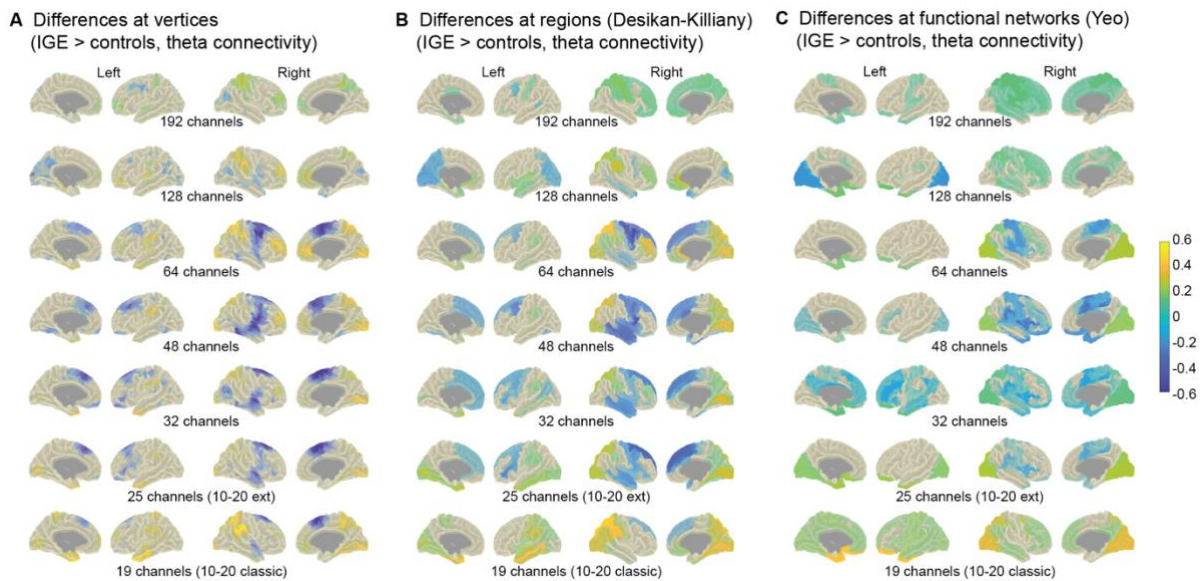 A Differences at vertices
(IGE > controls, theta connectivity)
Left
Right
192 channels
128 channels
64 channels
48 channels
32 channels
25 channels (10-20 ext)
19 channels (10-20 classic)
B Differences at regions (Desikan-Killiany)
(IGE > controls, theta connectivity)
Left
Right
192 channels
128 channels
64 channels
48 channels
32 channels
25 channels (10-20 ext)
19 channels (10-20 classic)
C Differences at functional networks (Yeo)
(IGE > controls, theta connectivity)
Left
Right
192 channels
128 channels
64 channels
48 channels
32 channels
25 channels (10-20 ext)
19 channels (10-20 classic)
0.6
0.4
0.2
0
-0.2
-0.4
-0.6